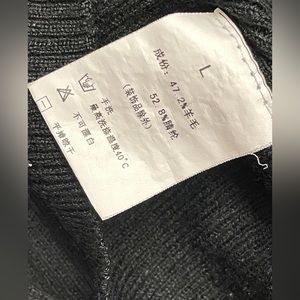 L
成份: 47.2%羊毛
52.8%腈纶
(装饰品除外)
手洗
最高洗涤温度40°C
不可漂白
平摊晾干